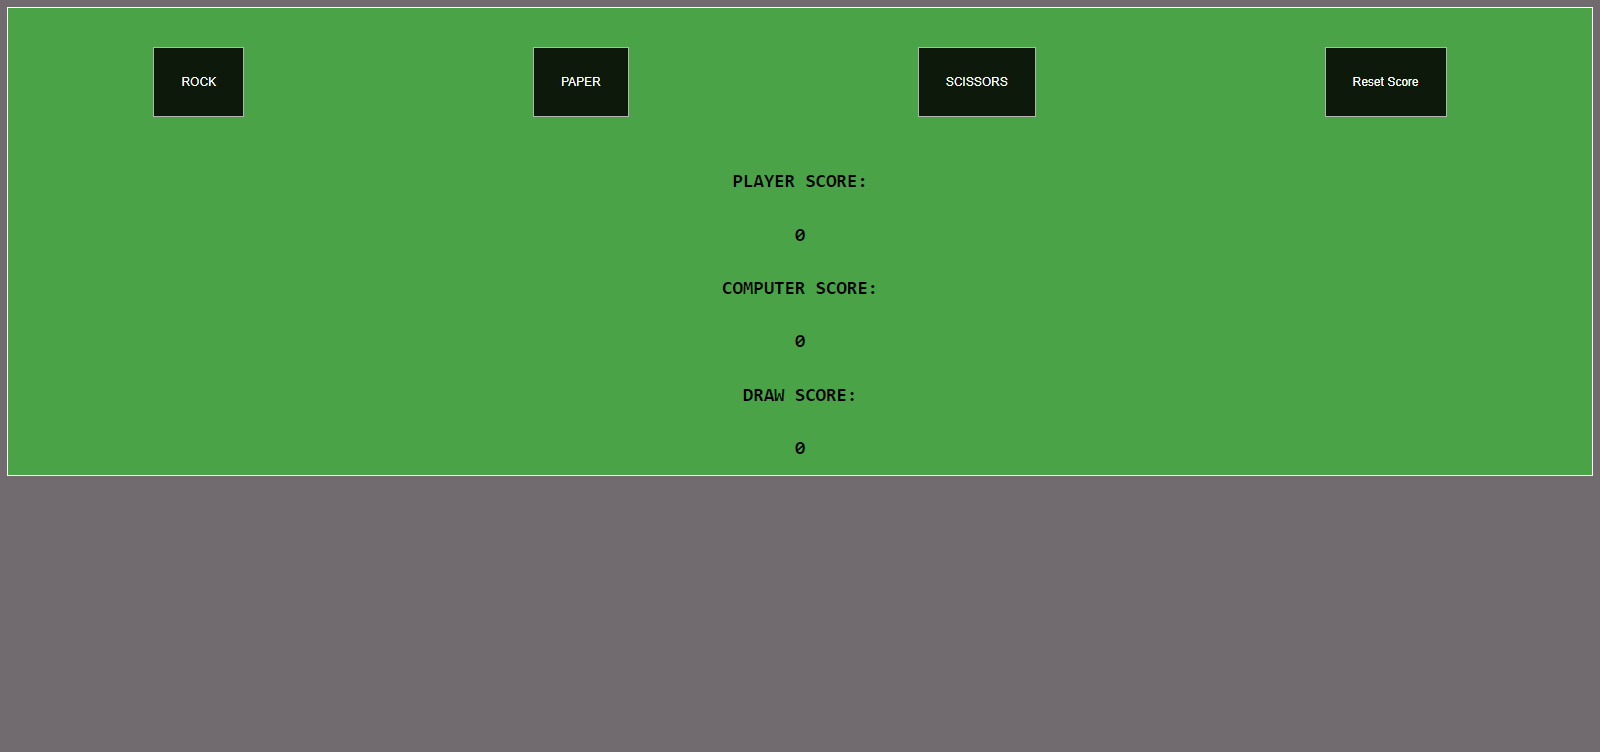 ROCK
PAPER
SCISSORS
Reset Score
PLAYER SCORE:
0
COMPUTER SCORE:
0
DRAW SCORE:
0